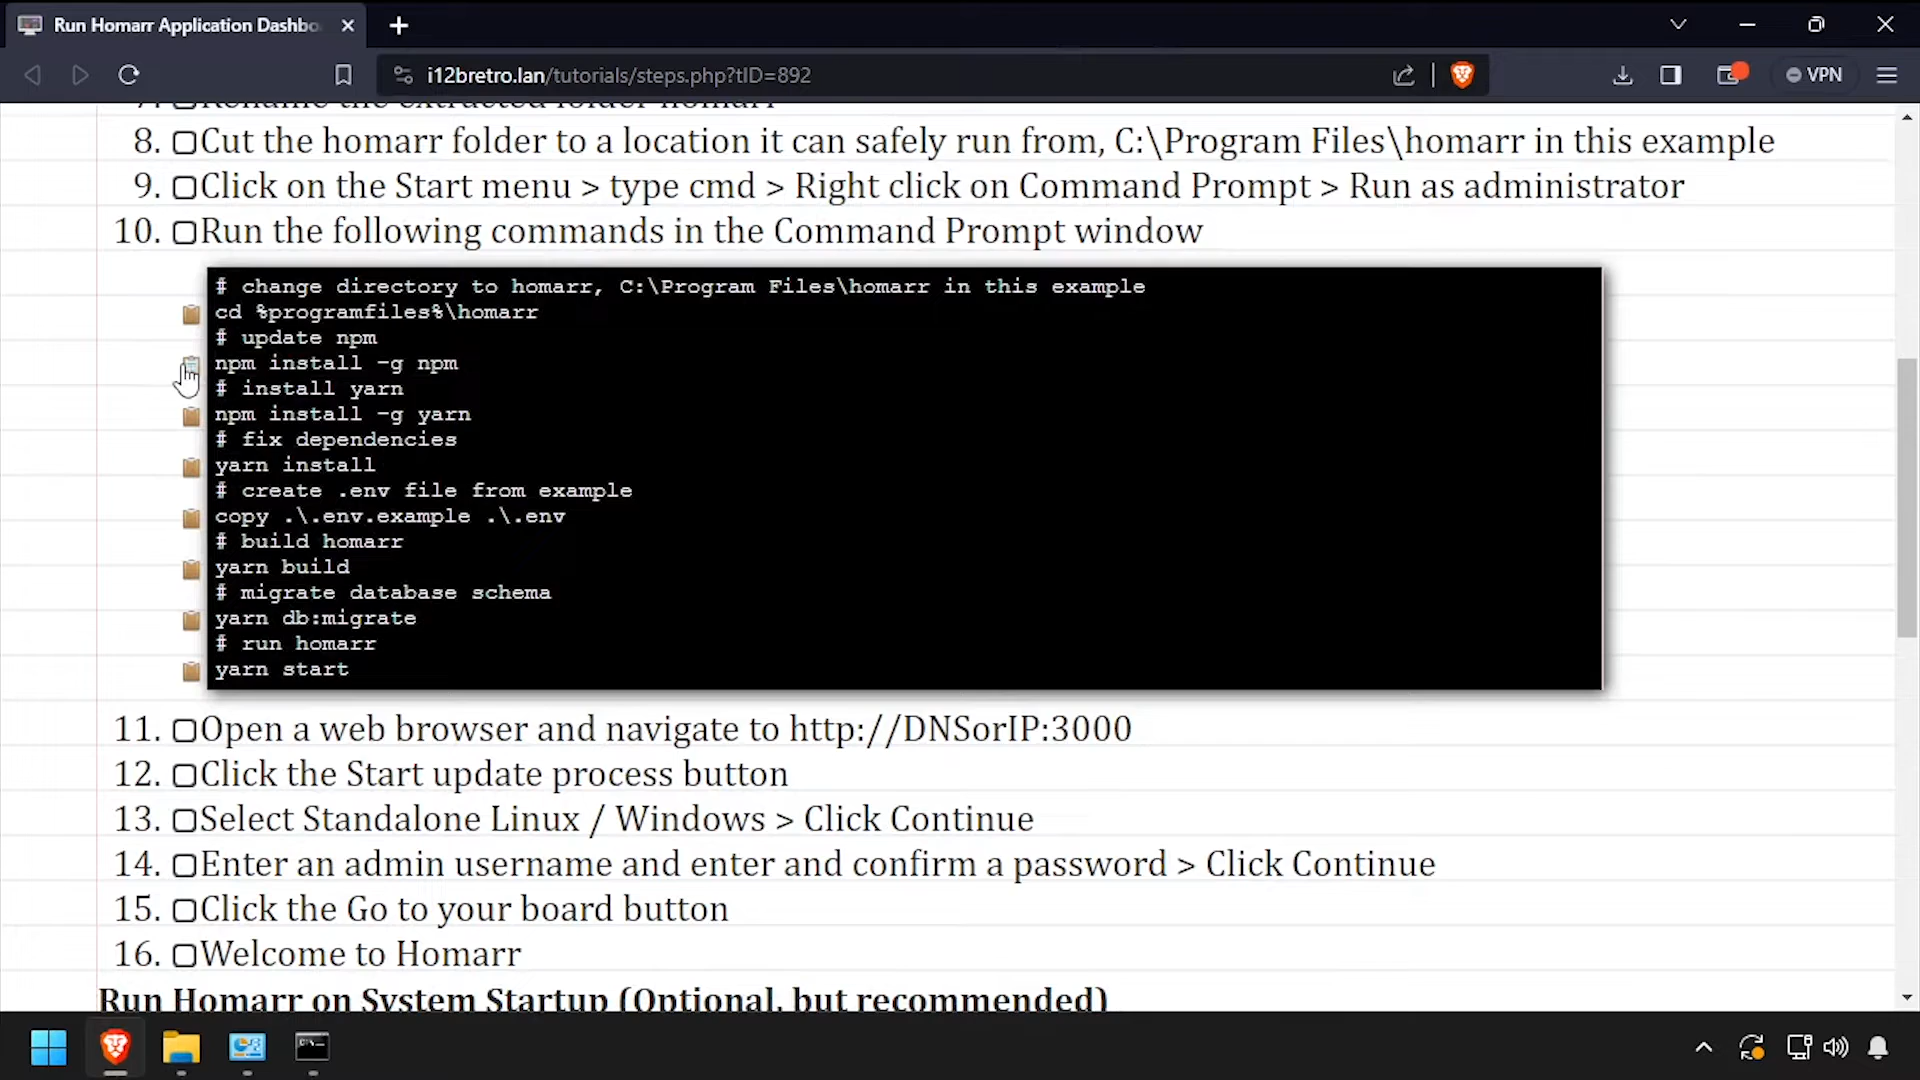 Run Homarr Application Dashbo
i12bretro.lan/tutorials/steps.php?tID=892
VPN
7. Rename the extracted folder homarr
8. Cut the homarr folder to a location it can safely run from, C:\Program Files\homarr in this example
9. Click on the Start menu > type cmd > Right click on Command Prompt > Run as administrator
10. Run the following commands in the Command Prompt window
# change directory to homarr, C:\Program Files\homarr in this example
cd %programfiles%\homarr
# update npm
npm install -g npm
# install yarn
npm install -g yarn
# fix dependencies
yarn install
# create .env file from example
copy .\.env.example .\.env
# build homarr
yarn build
# migrate database schema
yarn db:migrate
# run homarr
yarn start
11. Open a web browser and navigate to http://DNSorIP:3000
12. Click the Start update process button
13. Select Standalone Linux / Windows > Click Continue
14. Enter an admin username and enter and confirm a password > Click Continue
15. Click the Go to your board button
16. Welcome to Homarr
Run Homarr on System Startup (Optional, but recommended)